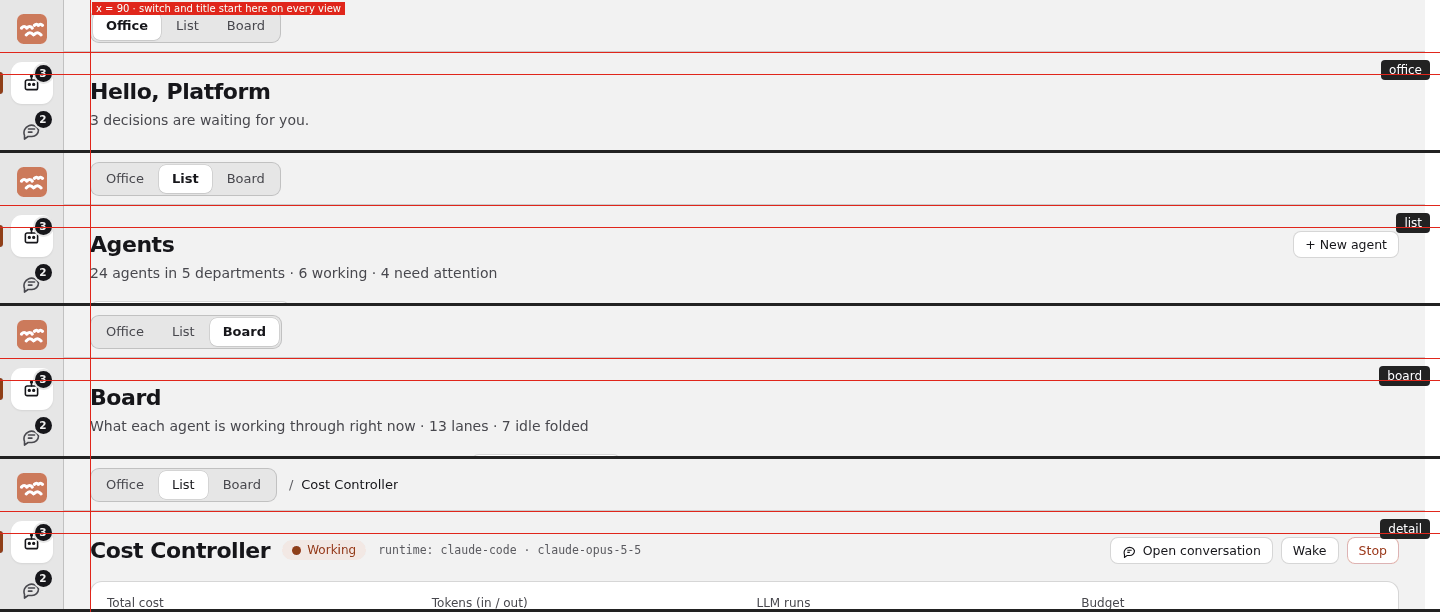 x = 90 · switch and title start here on every view
Office List Board
3
office
Hello, Platform
2
3 decisions are waiting for you.
Office List Board
3
list
Agents
+ New agent
2
24 agents in 5 departments · 6 working · 4 need attention
Office List Board
3
board
Board
2
What each agent is working through right now · 13 lanes · 7 idle folded
Office List Board / Cost Controller
3
detail
Cost Controller Working runtime: claude-code · claude-opus-5-5 Open conversation Wake Stop
2
Total cost Tokens (in / out) LLM runs Budget